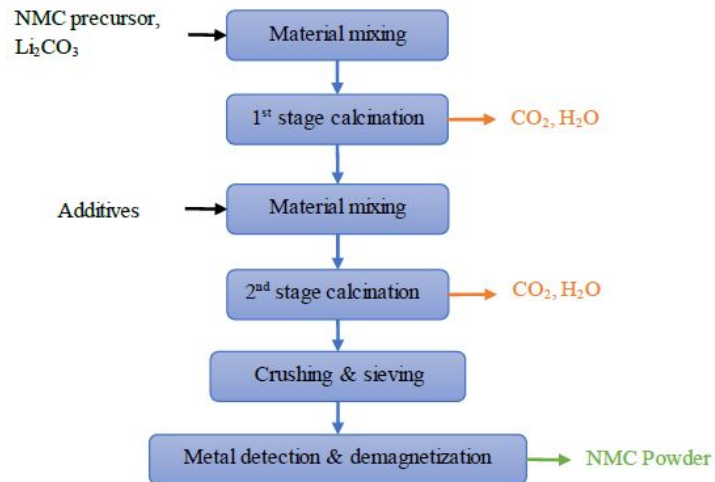 NMC precursor,
Li₂CO₃
Material mixing
1st stage calcination
CO₂, H₂O
Additives
Material mixing
2nd stage calcination
CO₂, H₂O
Crushing & sieving
Metal detection & demagnetization
NMC Powder